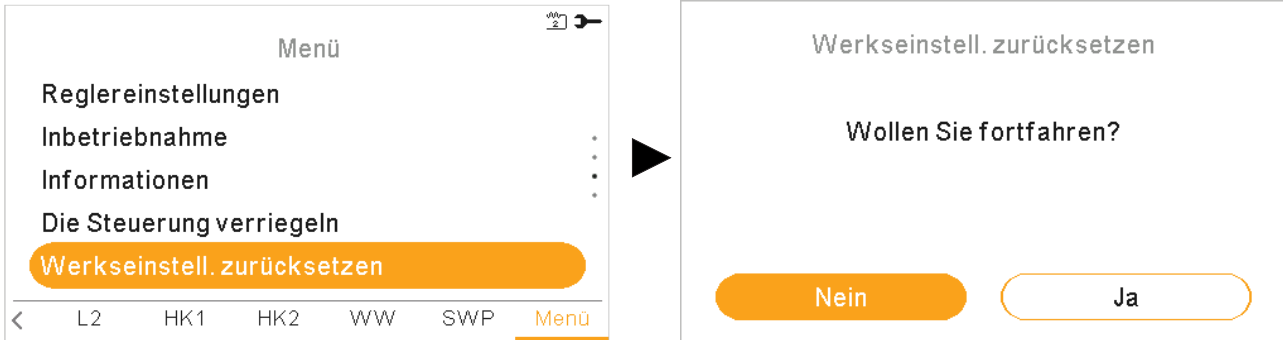 2
Menü
Reglereinstellungen
Inbetriebnahme
Informationen
Die Steuerung verriegeln
Werkseinstell. zurücksetzen
< L2 HK1 HK2 WW SWP Menü
Werkseinstell. zurücksetzen
Wollen Sie fortfahren?
Nein Ja